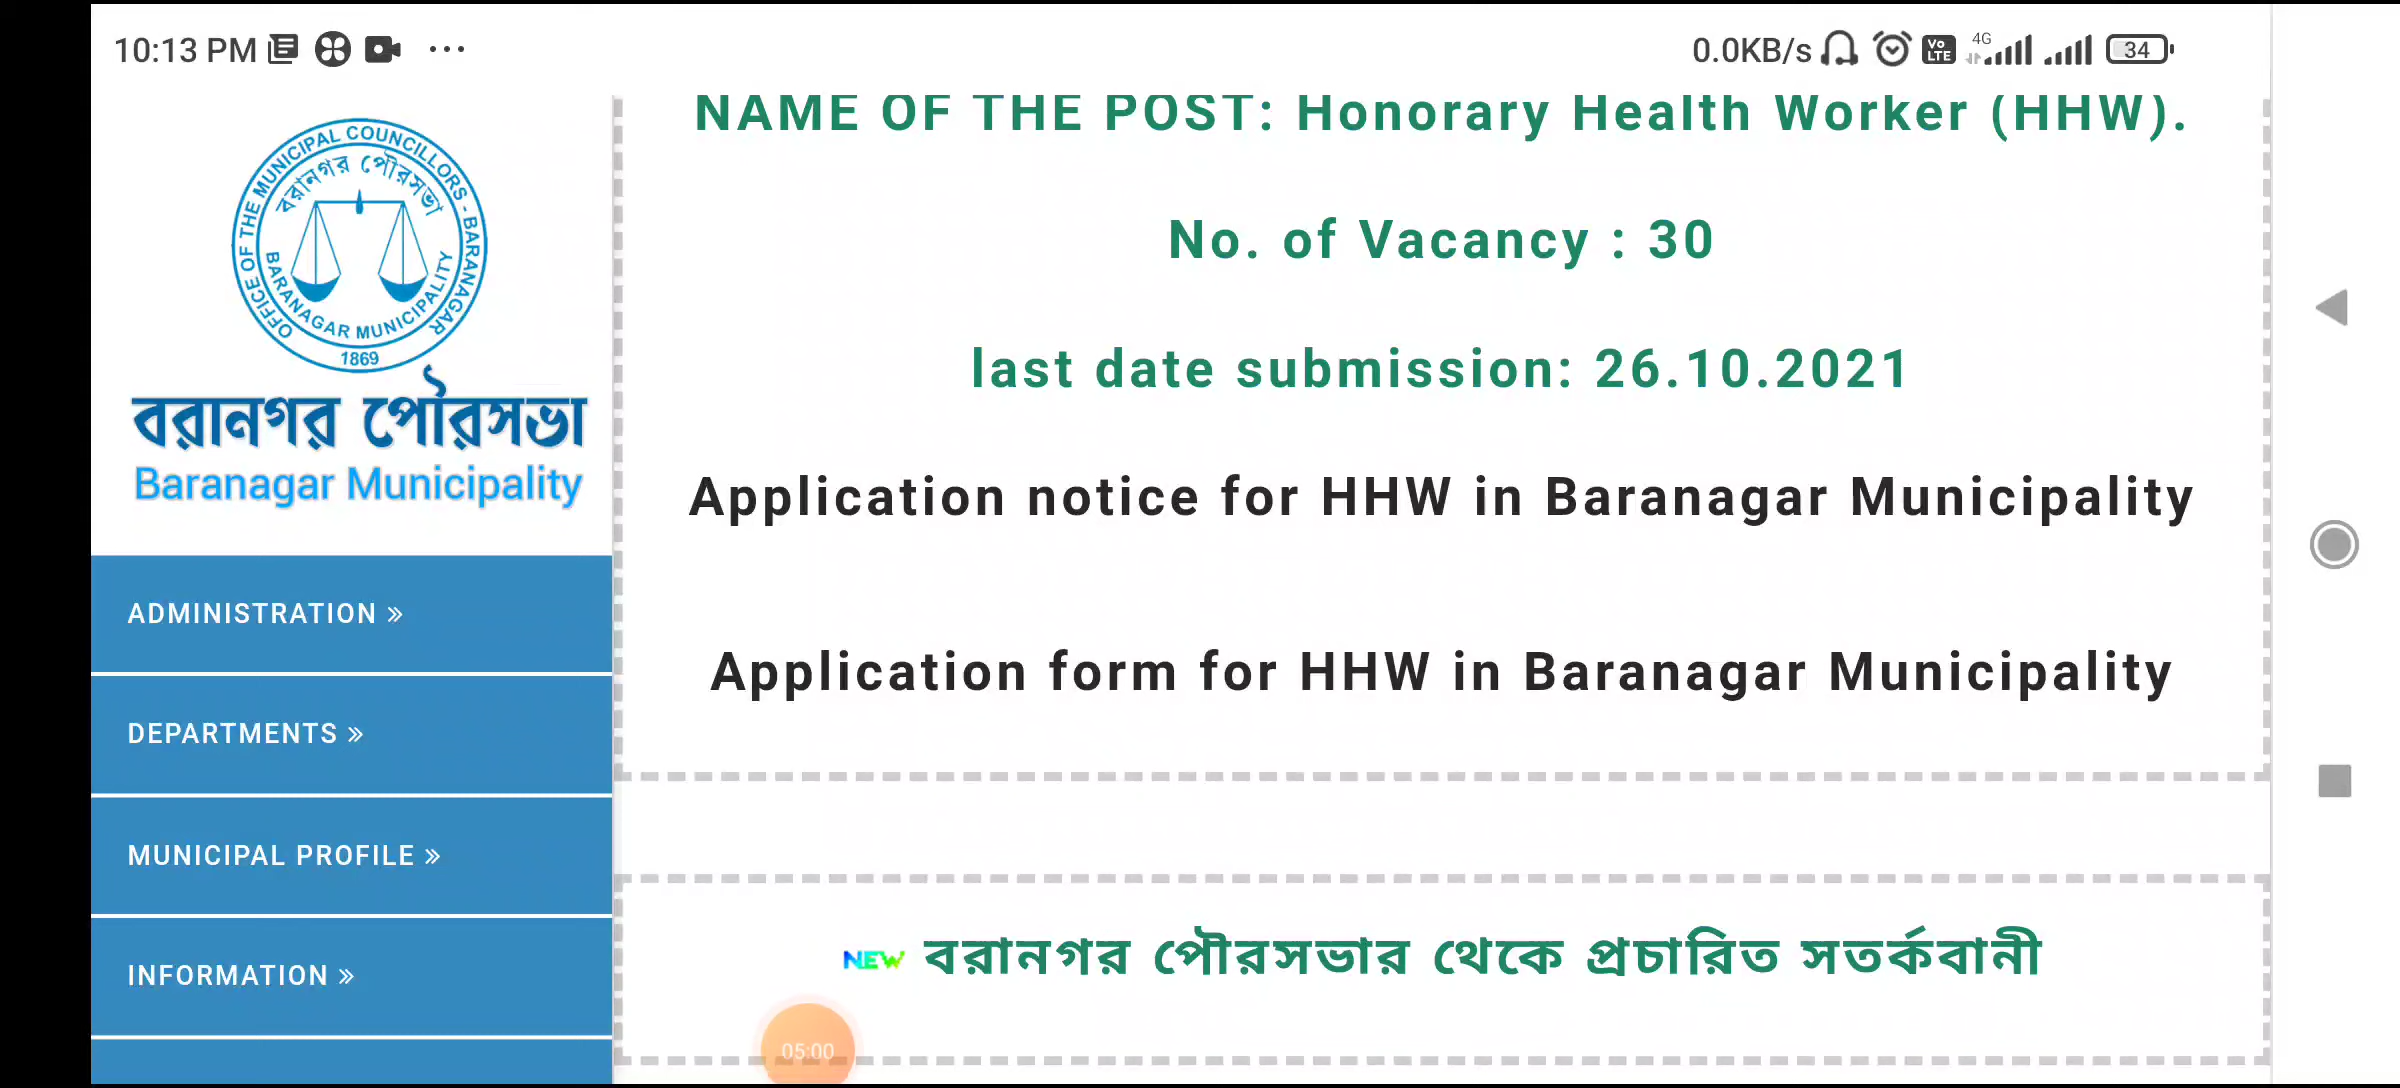 10:13 PM
0.0KB/s
Vo LTE
4G
34
OFFICE OF THE MUNICIPAL COUNCILLORS - BARANAGAR
বরানগর পৌরসভা
BARANAGAR MUNICIPALITY
1869
বরানগর পৌরসভা
Baranagar Municipality
ADMINISTRATION »
DEPARTMENTS »
MUNICIPAL PROFILE »
INFORMATION »
NAME OF THE POST: Honorary Health Worker (HHW).
No. of Vacancy : 30
last date submission: 26.10.2021
Application notice for HHW in Baranagar Municipality
Application form for HHW in Baranagar Municipality
NEW বরানগর পৌরসভার থেকে প্রচারিত সতর্কবানী
05:00